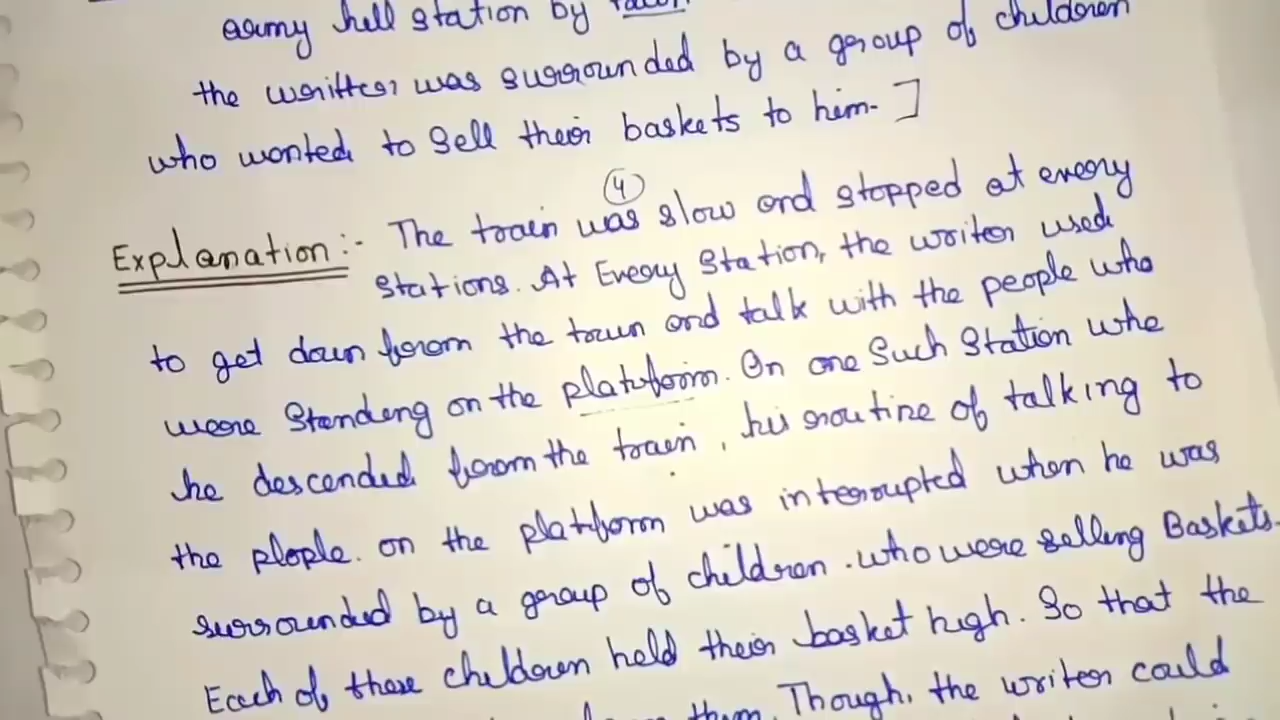 army hill station by
the writter was surrounded by a group of children
who wonted to sell their baskets to him.]
4
Explanation :- The train was slow and stopped at every
stations. At Every station, the writer used
to get down from the train and talk with the people who
were standing on the platform. On one such station whe
he descended from the train, his routine of talking to
the plople. on the platform was interrupted when he was
surrounded by a group of children. who were selling Baskets.
Each of these children held their basket high. So that the
them. Though, the writer could